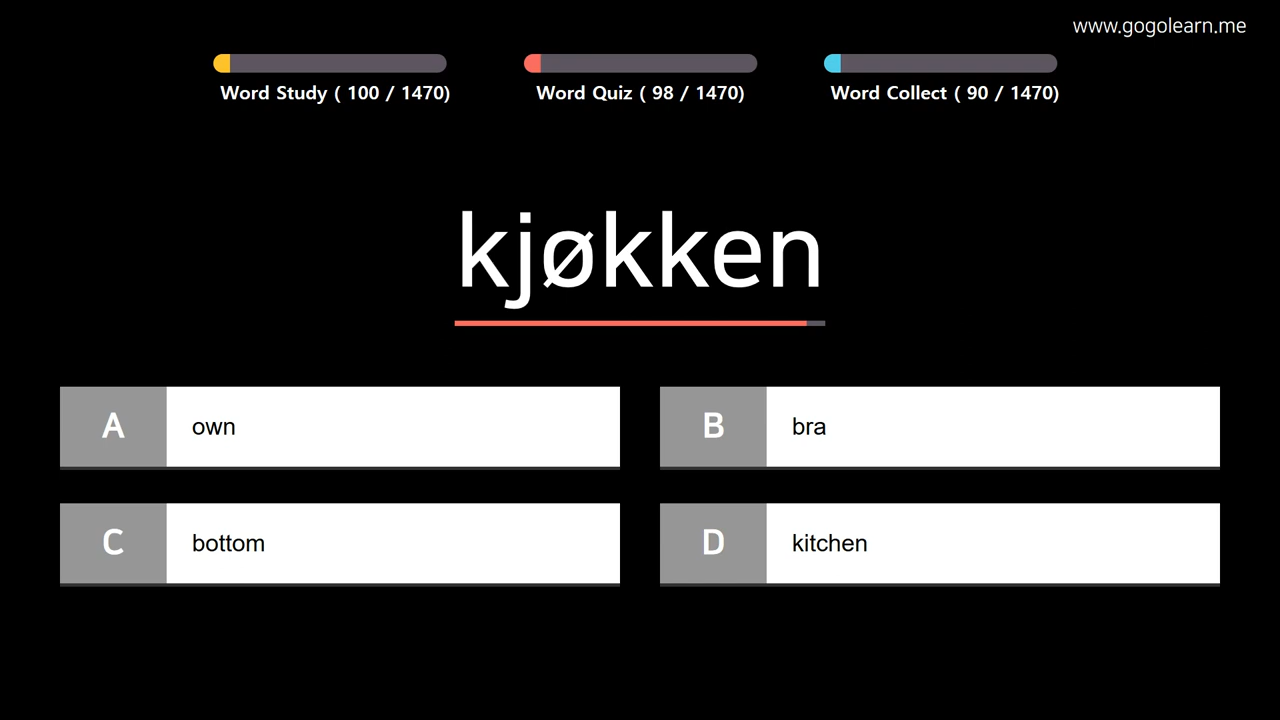 www.gogolearn.me
Word Study ( 100 / 1470)
Word Quiz ( 98 / 1470)
Word Collect ( 90 / 1470)
kjøkken
A own
B bra
C bottom
D kitchen